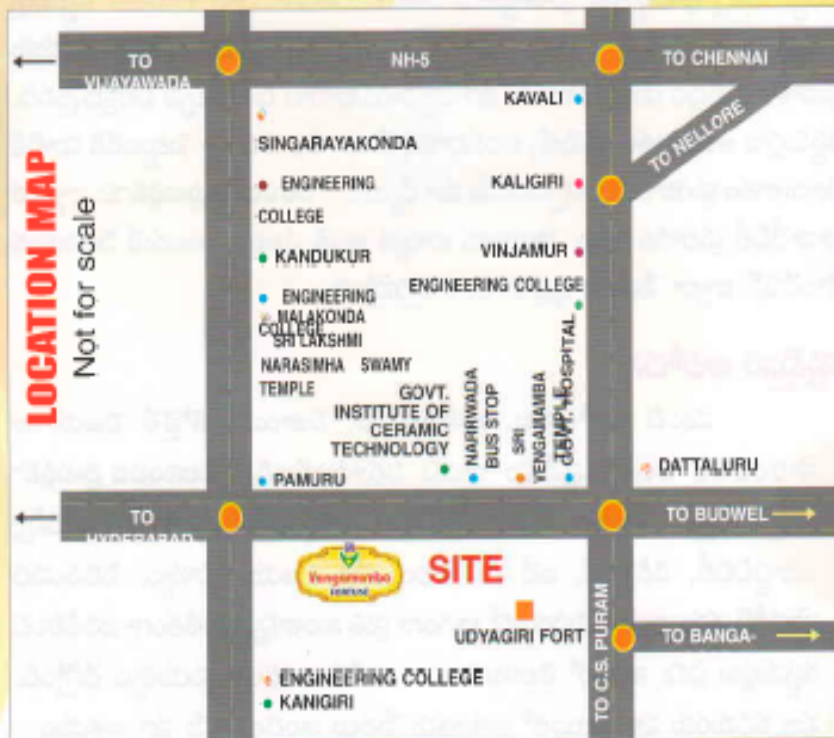 TO
VIJAYAWADA
NH-5
TO CHENNAI
TO NELLORE
LOCATION MAP
Not for scale
SINGARAYAKONDA
ENGINEERING
COLLEGE
KANDUKUR
ENGINEERING
COLLEGE
MALAKONDA
SRI LAKSHMI
NARASIMHA SWAMY
TEMPLE
PAMURU
KAVALI
KALIGIRI
VINJAMUR
ENGINEERING COLLEGE
GOVT.
INSTITUTE OF
CERAMIC
TECHNOLOGY
NARRWADA
BUS STOP
SRI
VENGAMAMBA
TEMPLE
GOVT. HOSPITAL
DATTALURU
TO
HYDERABAD
TO BUDWEL
Vengamamba
FORTUNE
SITE
UDYAGIRI FORT
TO C.S. PURAM
TO BANGA-
ENGINEERING COLLEGE
KANIGIRI